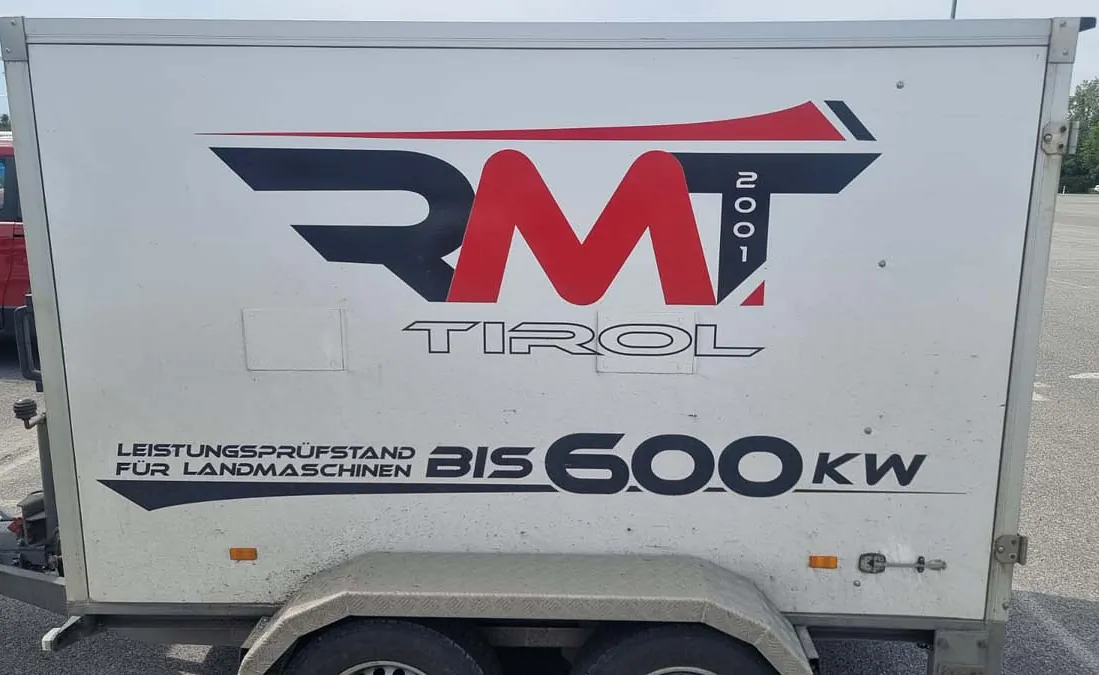 RMT
2001
TIROL
LEISTUNGSPRÜFSTAND
FÜR LANDMASCHINEN BIS 600 KW